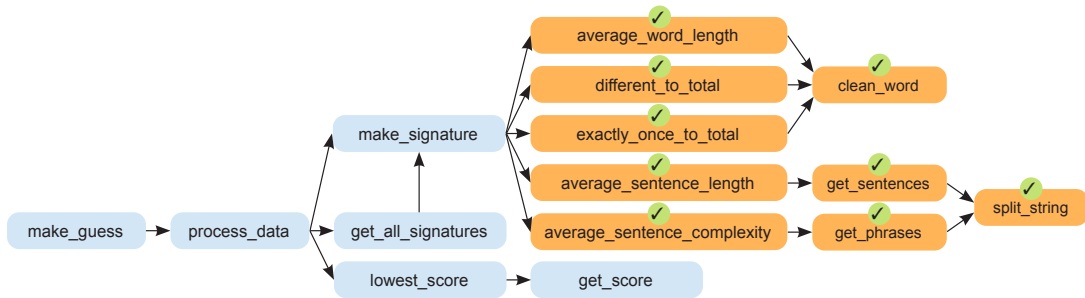 average_word_length
different_to_total
clean_word
make_signature
exactly_once_to_total
average_sentence_length
get_sentences
split_string
make_guess
process_data
get_all_signatures
average_sentence_complexity
get_phrases
lowest_score
get_score